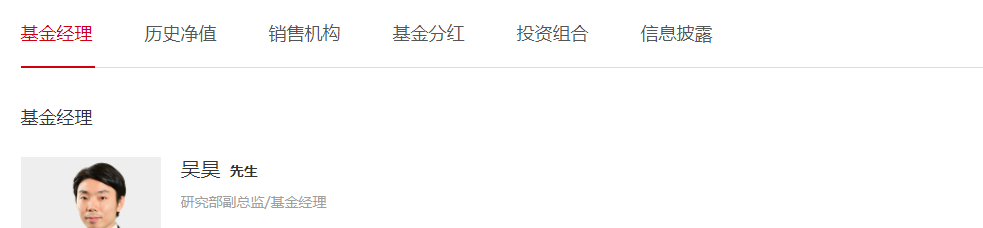 基金经理 历史净值 销售机构 基金分红 投资组合 信息披露
基金经理
吴昊 先生
研究部副总监/基金经理